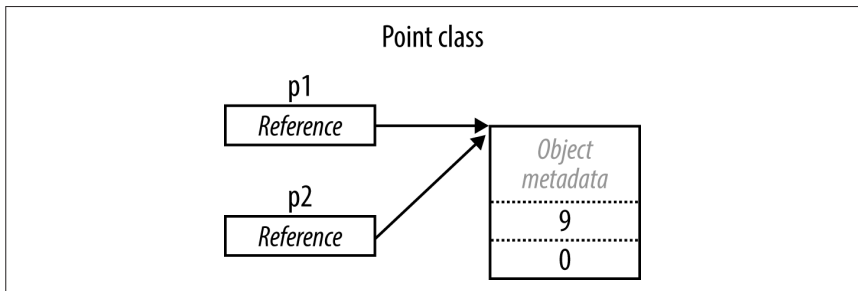 Point class
p1
Reference
Object
metadata
p2
Reference
9
0